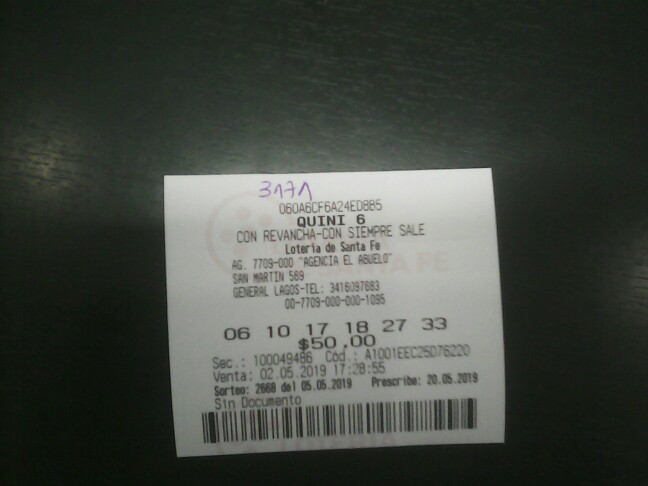 3171
060A6CF6A24ED8B5
QUINI 6
CON REVANCHA-CON SIEMPRE SALE
Loteria de Santa Fe
AG. 7709-000 "AGENCIA EL ABUELO"
SAN MARTIN 589
GENERAL LAGOS-TEL: 3416097683
00-7709-000-000-1095
06 10 17 18 27 33
$50.00
Sec.: 100049486 Cód.: A1001EEC25D76220
Venta: 02.05.2019 17:28:55
Sorteo: 2668 del 05.05.2019 Prescribe: 20.05.2019
Sin Documento